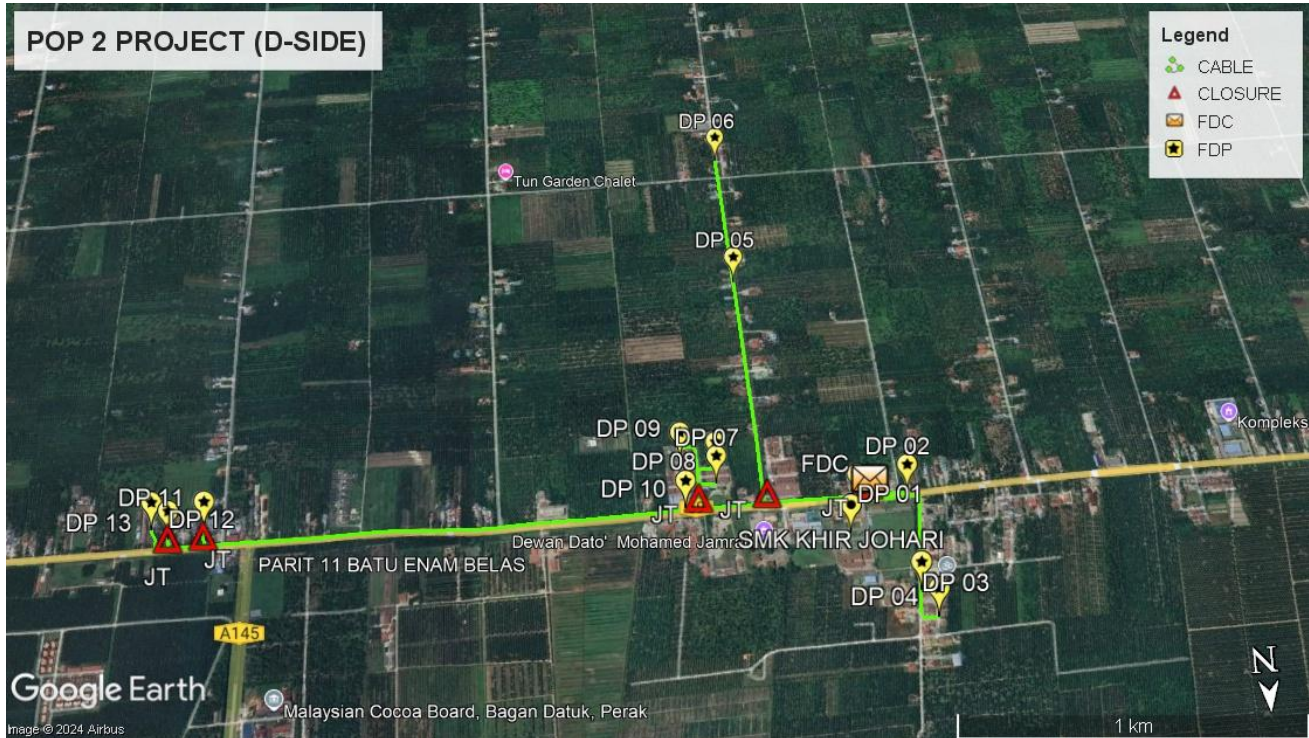 POP 2 PROJECT (D-SIDE)
Legend
CABLE
CLOSURE
FDC
FDP
DP 06
Tun Garden Chalet
DP 05
Kompleks
DP 09
DP 07
DP 02
DP 08
FDC
DP 10
DP 01
DP 11
JT
JT
JT
DP 13
DP 12
Dewan Dato' Mohamed Jamra
SMK KHIR JOHARI
JT
JT
PARIT 11 BATU ENAM BELAS
DP 04
DP 03
A145
N
Google Earth
Malaysian Cocoa Board, Bagan Datuk, Perak
1 km
Image © 2024 Airbus